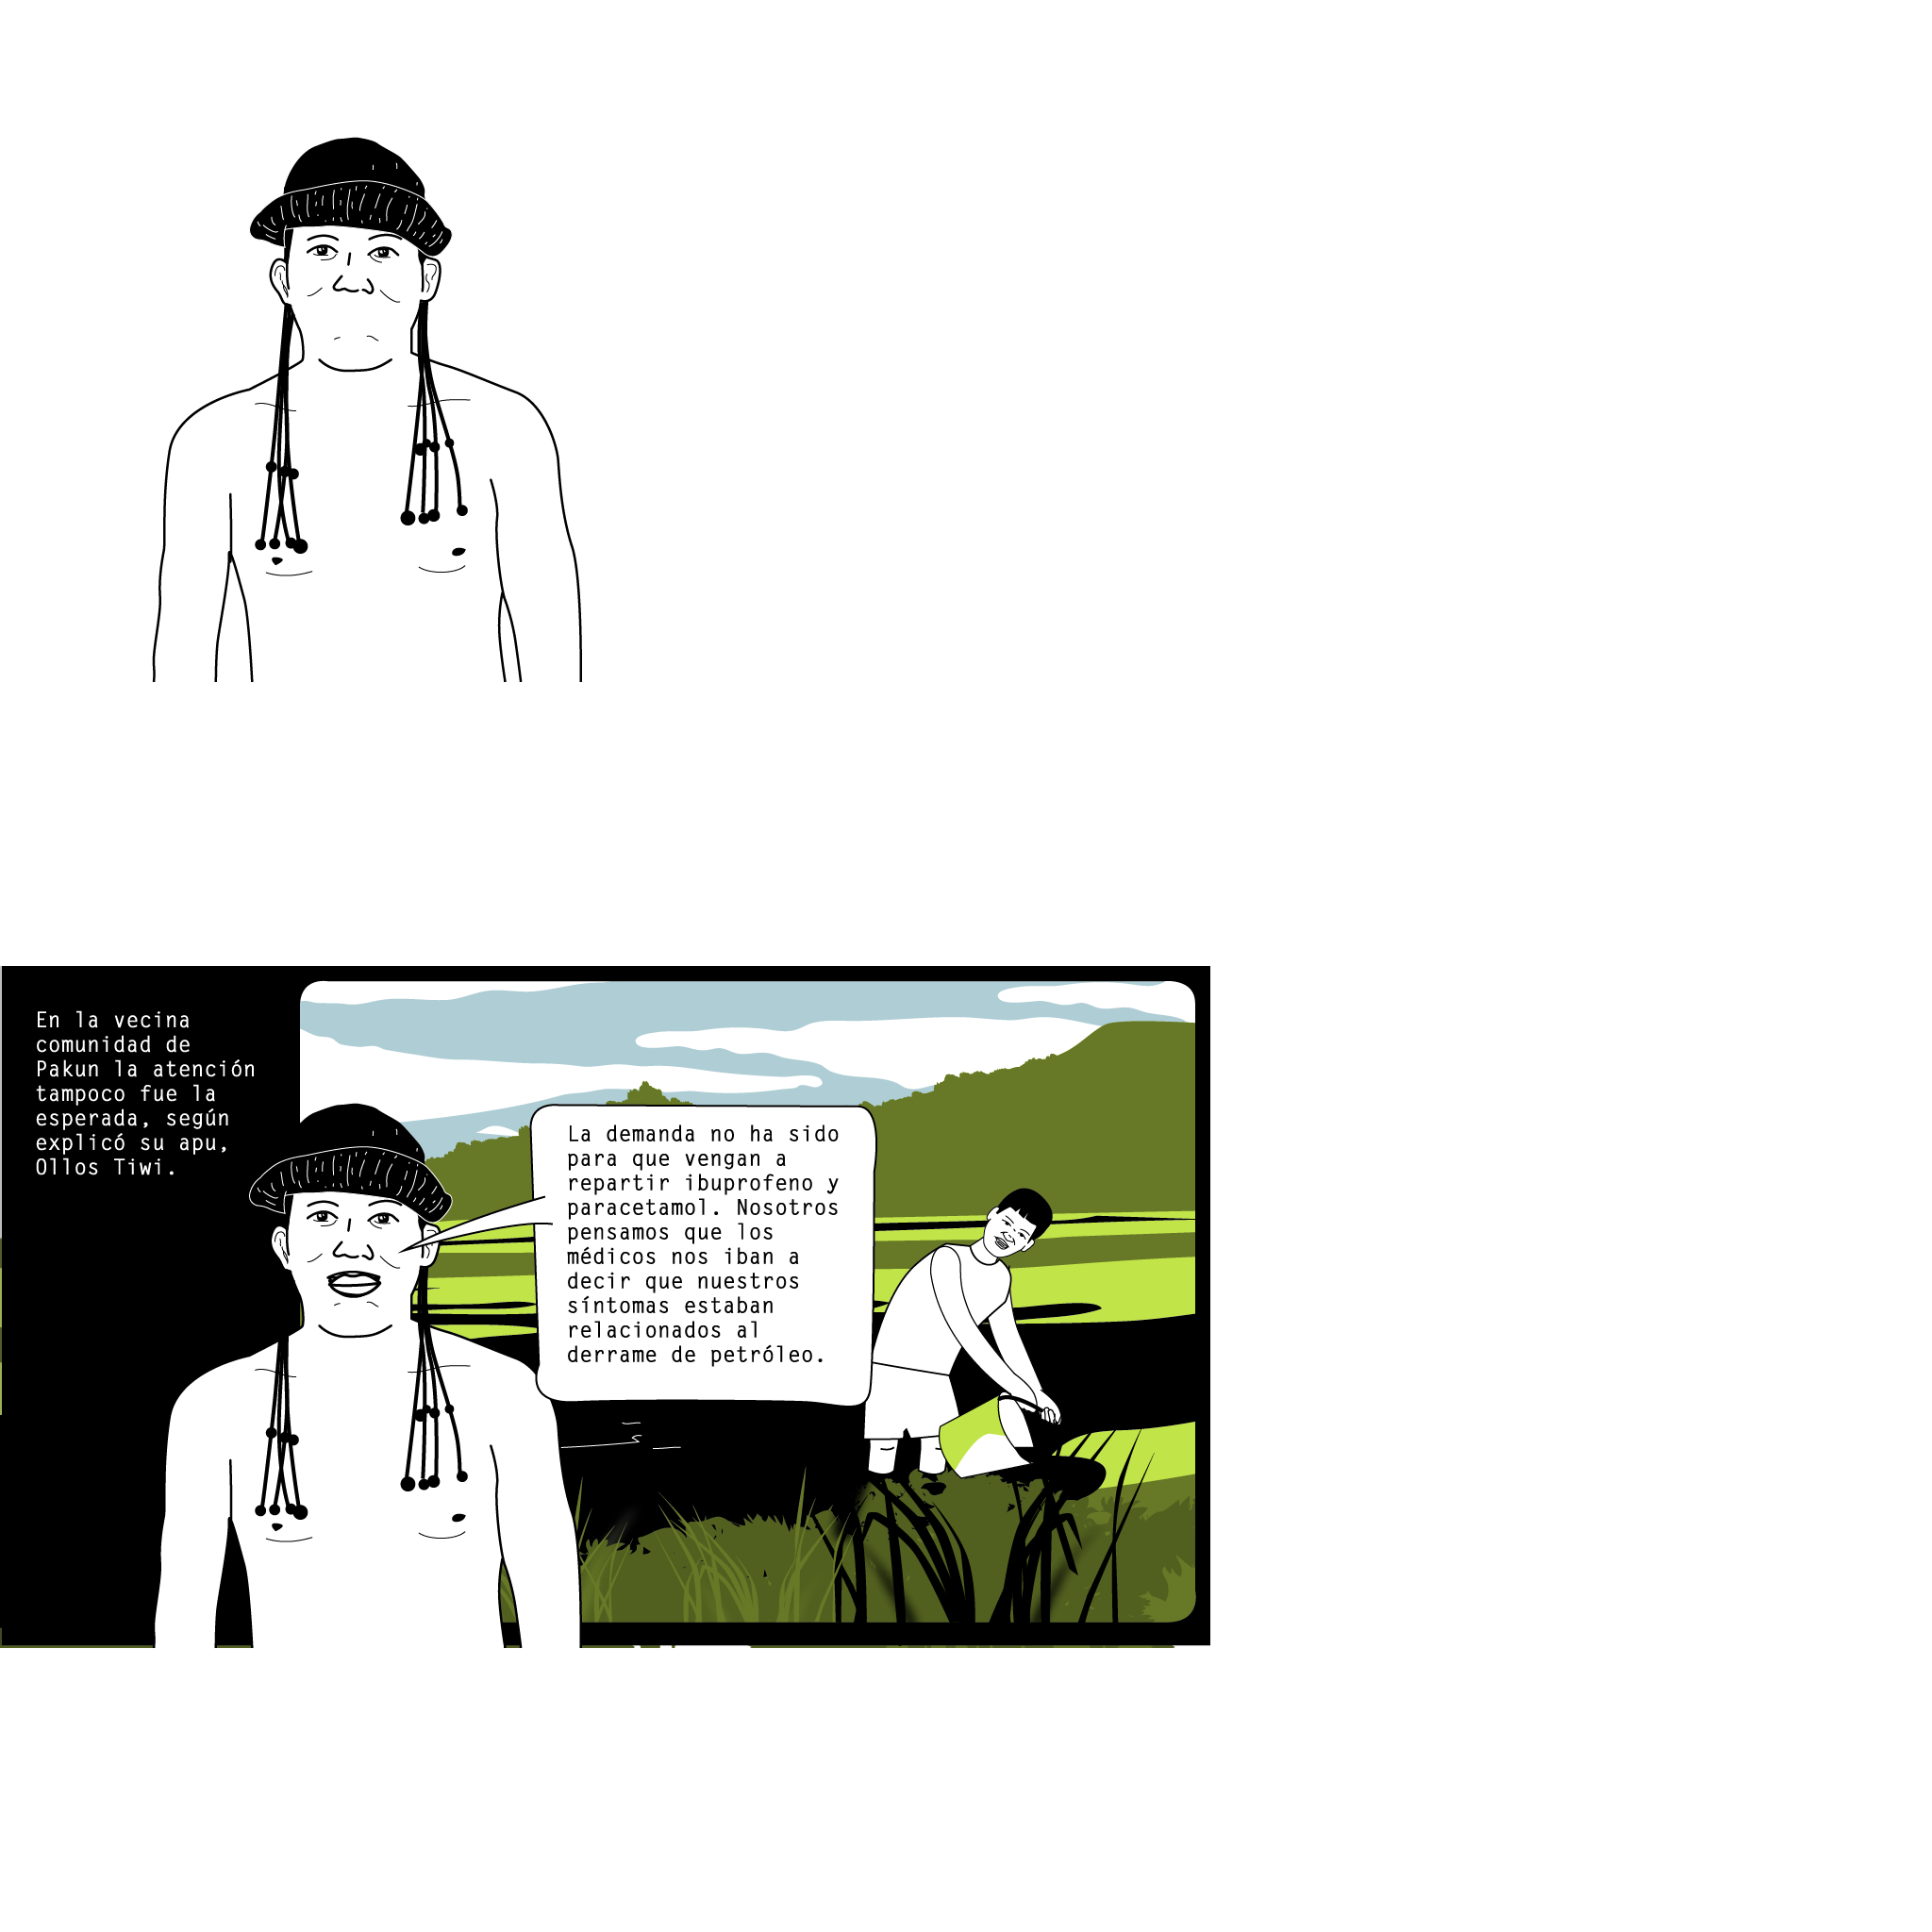 En la vecina
comunidad de
Pakun la atención
tampoco fue la
esperada, según
explicó su apu,
Ollos Tiwi.
La demanda no ha sido
para que vengan a
repartir ibuprofeno y
paracetamol. Nosotros
pensamos que los
médicos nos iban a
decir que nuestros
síntomas estaban
relacionados al
derrame de petróleo.